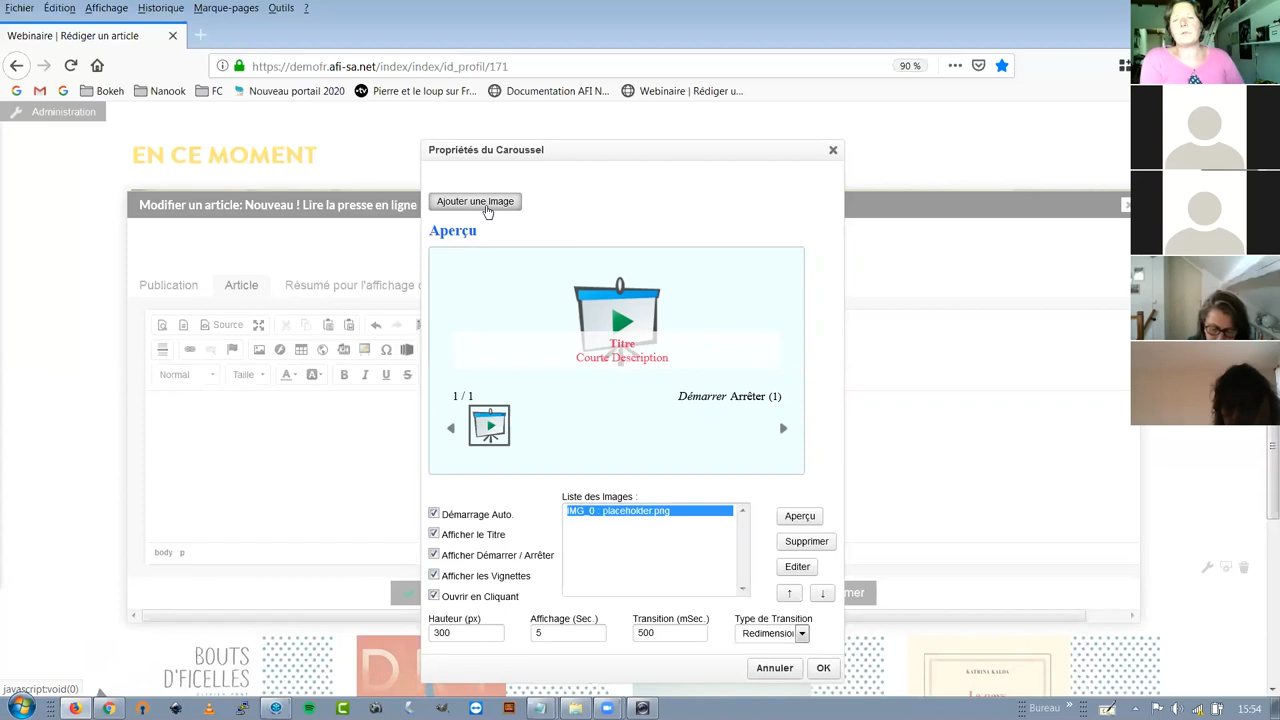 Fichier Édition Affichage Historique Marque-pages Outils ?
Webinaire | Rédiger un article
https://demofr.afi-sa.net/index/index/id_profil/171
90 %
Bokeh Nanook FC Nouveau portail 2020 Pierre et le loup sur Fr... Documentation AFI N... Webinaire | Rédiger u...
Administration
EN CE MOMENT
Propriétés du Caroussel
Modifier un article: Nouveau ! Lire la presse en ligne
Ajouter une image
Aperçu
Publication Article Résumé pour l'affichage
Source
Titre
Courte Description
Normal Taille
1 / 1
Démarrer Arrêter (1)
Liste des Images :
IMG_0 : placeholder.png
Démarrage Auto.
Afficher le Titre
Afficher Démarrer / Arrêter
Afficher les Vignettes
Ouvrir en Cliquant
Aperçu
Supprimer
Editer
body p
Hauteur (px) Affichage (Sec.) Transition (mSec.) Type de Transition
300 5 500
Annuler OK
BOUTS
D'FICELLES
KATRINA KALDA
javascript:void(0)
Bureau
15:54